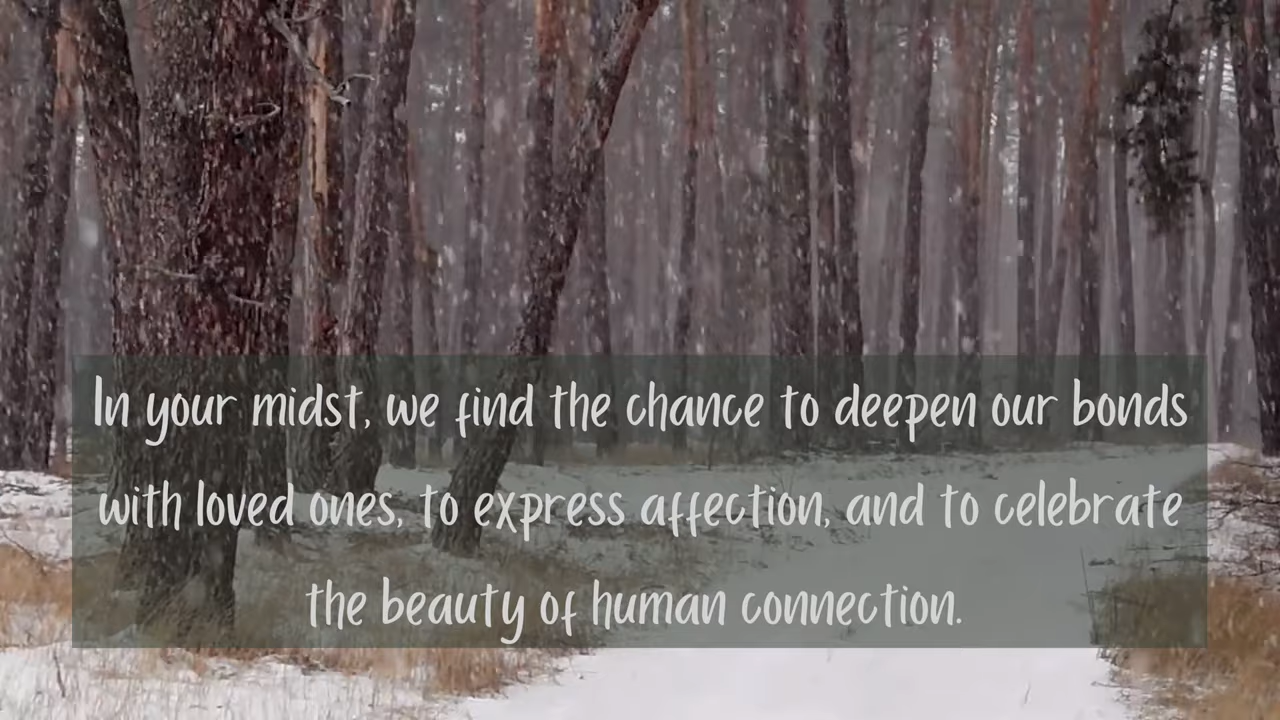 In your midst, we find the chance to deepen our bonds
with loved ones, to express affection, and to celebrate
the beauty of human connection.